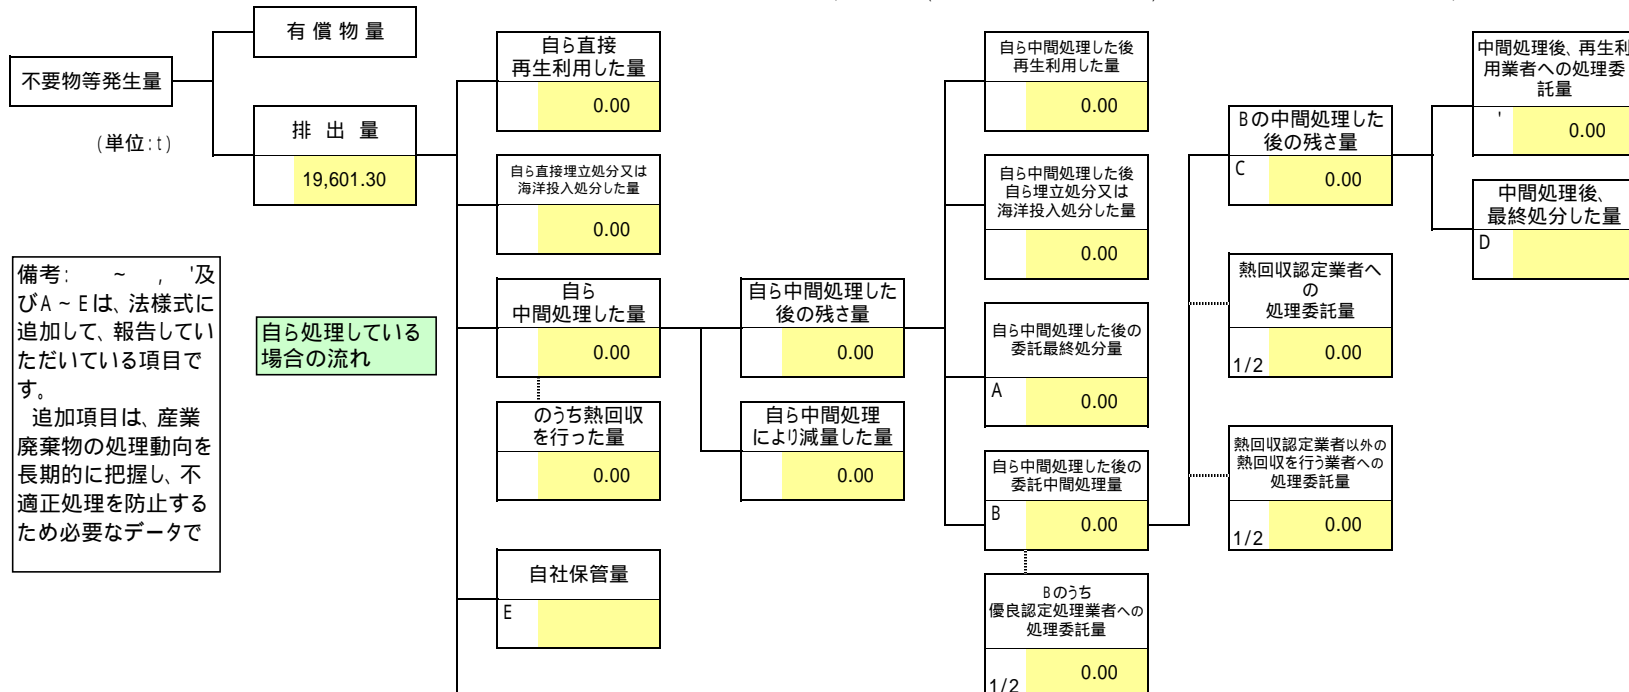 有償物量
不要物等発生量
(単位:t)
排出量
19,601.30
備考: ～ , '及
びA～Eは、法様式に
追加して、報告してい
ただいている項目で
す。
追加項目は、産業
廃棄物の処理動向を
長期的に把握し、不
適正処理を防止する
ため必要なデータで
自ら処理している
場合の流れ
自ら直接
再生利用した量
0.00
自ら直接埋立処分又は
海洋投入処分した量
0.00
自ら
中間処理した量
0.00
のうち熱回収
を行った量
0.00
自社保管量
E
自ら中間処理した
後の残さ量
0.00
自ら中間処理
により減量した量
0.00
自ら中間処理した後
再生利用した量
0.00
自ら中間処理した後
自ら埋立処分又は
海洋投入処分した量
0.00
自ら中間処理した後の
委託最終処分量
A
0.00
自ら中間処理した後の
委託中間処理量
B
0.00
Bのうち
優良認定処理業者への
処理委託量
1/2
0.00
Bの中間処理した
後の残さ量
C
0.00
熱回収認定業者へ
の
処理委託量
1/2
0.00
熱回収認定業者以外の
熱回収を行う業者への
処理委託量
1/2
0.00
中間処理後、再生利
用業者への処理委
託量
'
0.00
中間処理後、
最終処分した量
D